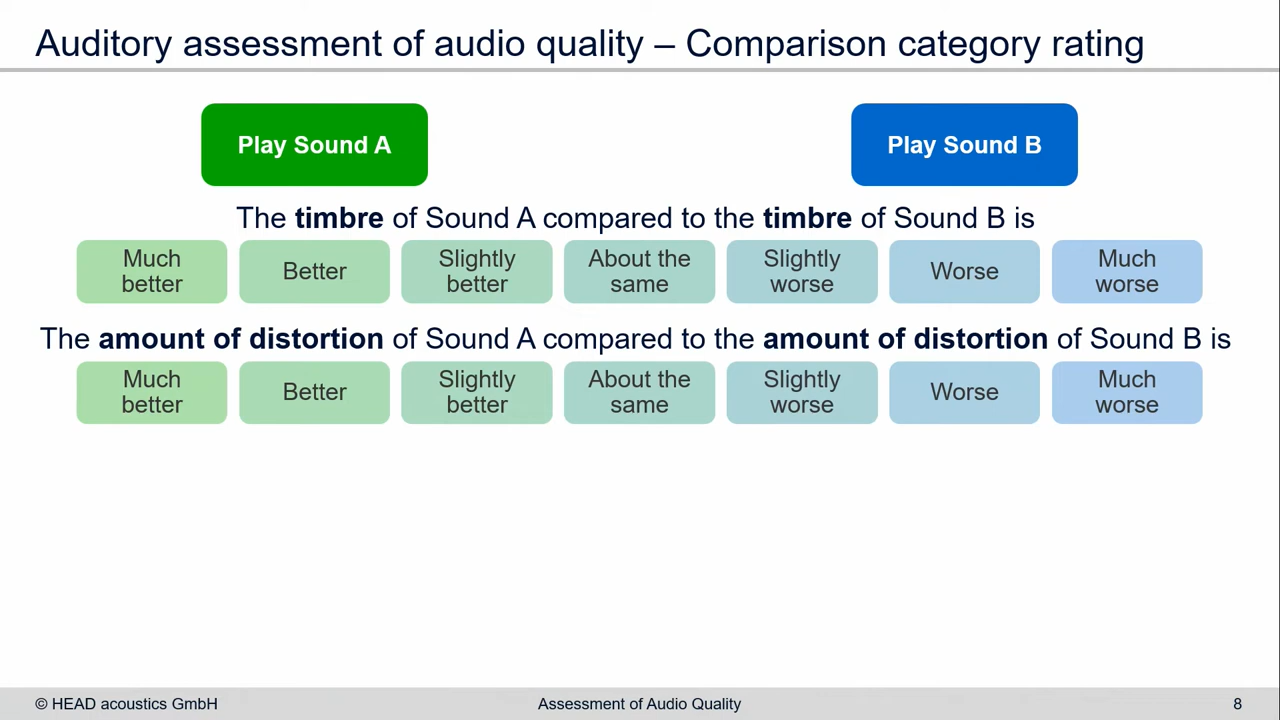 Auditory assessment of audio quality – Comparison category rating
Play Sound A
Play Sound B
The timbre of Sound A compared to the timbre of Sound B is
Much
better
Better
Slightly
better
About the
same
Slightly
worse
Worse
Much
worse
The amount of distortion of Sound A compared to the amount of distortion of Sound B is
Much
better
Better
Slightly
better
About the
same
Slightly
worse
Worse
Much
worse
© HEAD acoustics GmbH
Assessment of Audio Quality
8